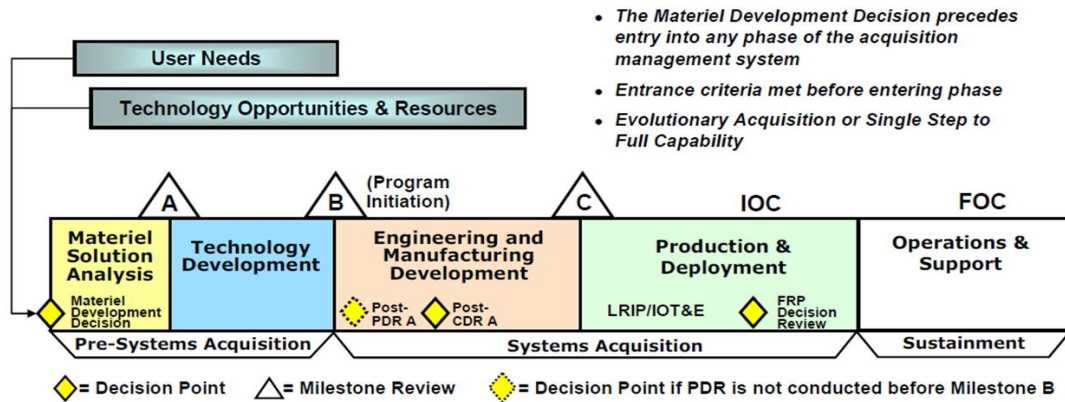 • The Materiel Development Decision precedes
entry into any phase of the acquisition
management system
• Entrance criteria met before entering phase
• Evolutionary Acquisition or Single Step to
Full Capability
User Needs
Technology Opportunities & Resources
A
B
(Program
Initiation)
C
IOC
FOC
Materiel
Solution
Analysis
Materiel
Development
Decision
Technology
Development
Engineering and
Manufacturing
Development
Post-
PDR A
Post-
CDR A
Production &
Deployment
LRIP/IOT&E
FRP
Decision
Review
Operations &
Support
Pre-Systems Acquisition
Systems Acquisition
Sustainment
= Decision Point
= Milestone Review
= Decision Point if PDR is not conducted before Milestone B